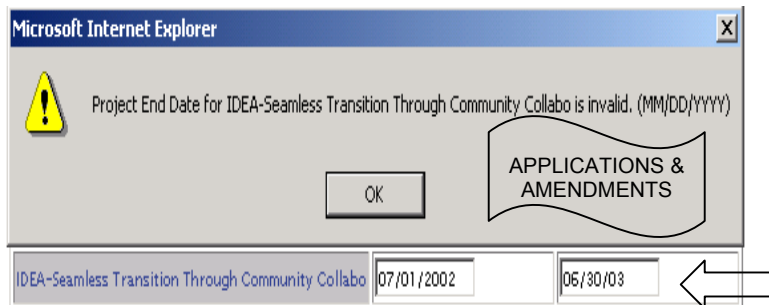 Microsoft Internet Explorer
Project End Date for IDEA-Seamless Transition Through Community Collabo is invalid. (MM/DD/YYYY)
OK
APPLICATIONS &
AMENDMENTS
IDEA-Seamless Transition Through Community Collabo 07/01/2002 06/30/03